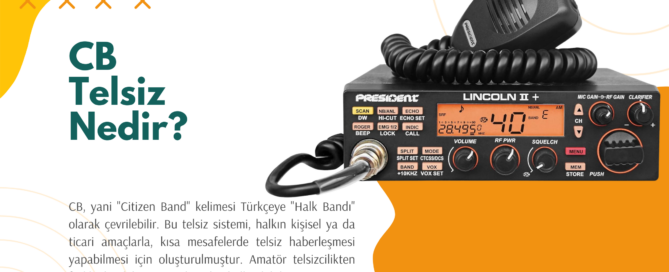 CB
Telsiz
Nedir?
PRESIDENT
LINCOLN II +
MIC GAIN RF GAIN CLARIFIER
SCAN NB/ANL ECHO
DW HI-CUT ECHO SET
ROGER EMG 1/2 INDIC
BEEP LOCK CALL
28.495 40 E
CH
SPLIT MODE
SPLIT SET CTCSS/DCS
BAND VOX
+10KHZ VOX SET
VOLUME RF PWR SQUELCH
MENU
MEM
STORE PUSH
CB, yani "Citizen Band" kelimesi Türkçeye "Halk Bandı"
olarak çevrilebilir. Bu telsiz sistemi, halkın kişisel ya da
ticari amaçlarla, kısa mesafelerde telsiz haberleşmesi
yapabilmesi için oluşturulmuştur. Amatör telsizcilikten